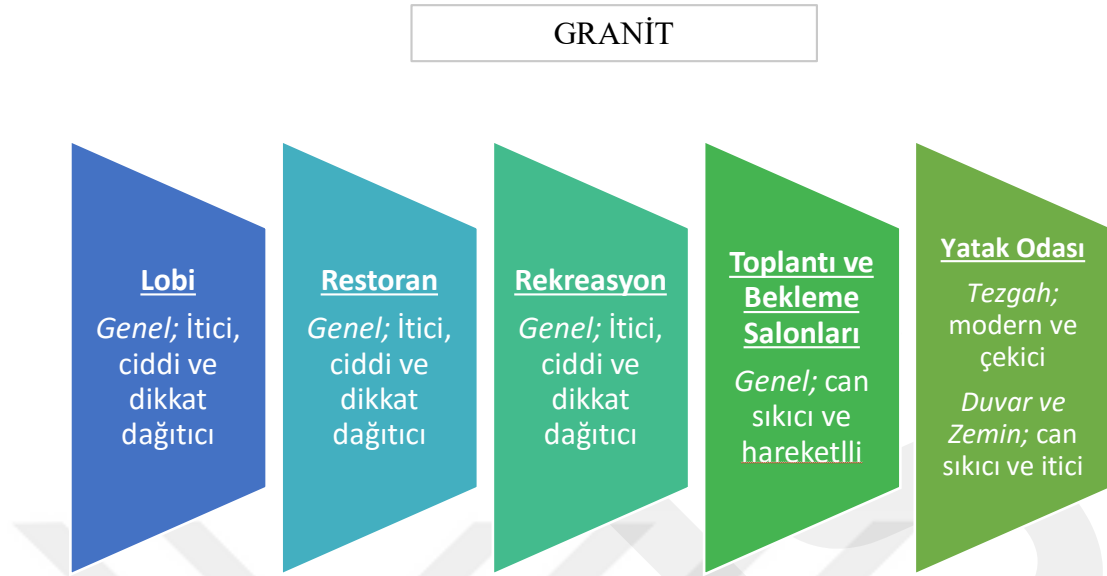 GRANİT
Lobi
Genel; İtici,
ciddi ve
dikkat
dağıtıcı
Restoran
Genel; İtici,
ciddi ve
dikkat
dağıtıcı
Rekreasyon
Genel; İtici,
ciddi ve
dikkat
dağıtıcı
Toplantı ve
Bekleme
Salonları
Genel; can
sıkıcı ve
hareketlli
Yatak Odası
Tezgah;
modern ve
çekici
Duvar ve
Zemin; can
sıkıcı ve itici